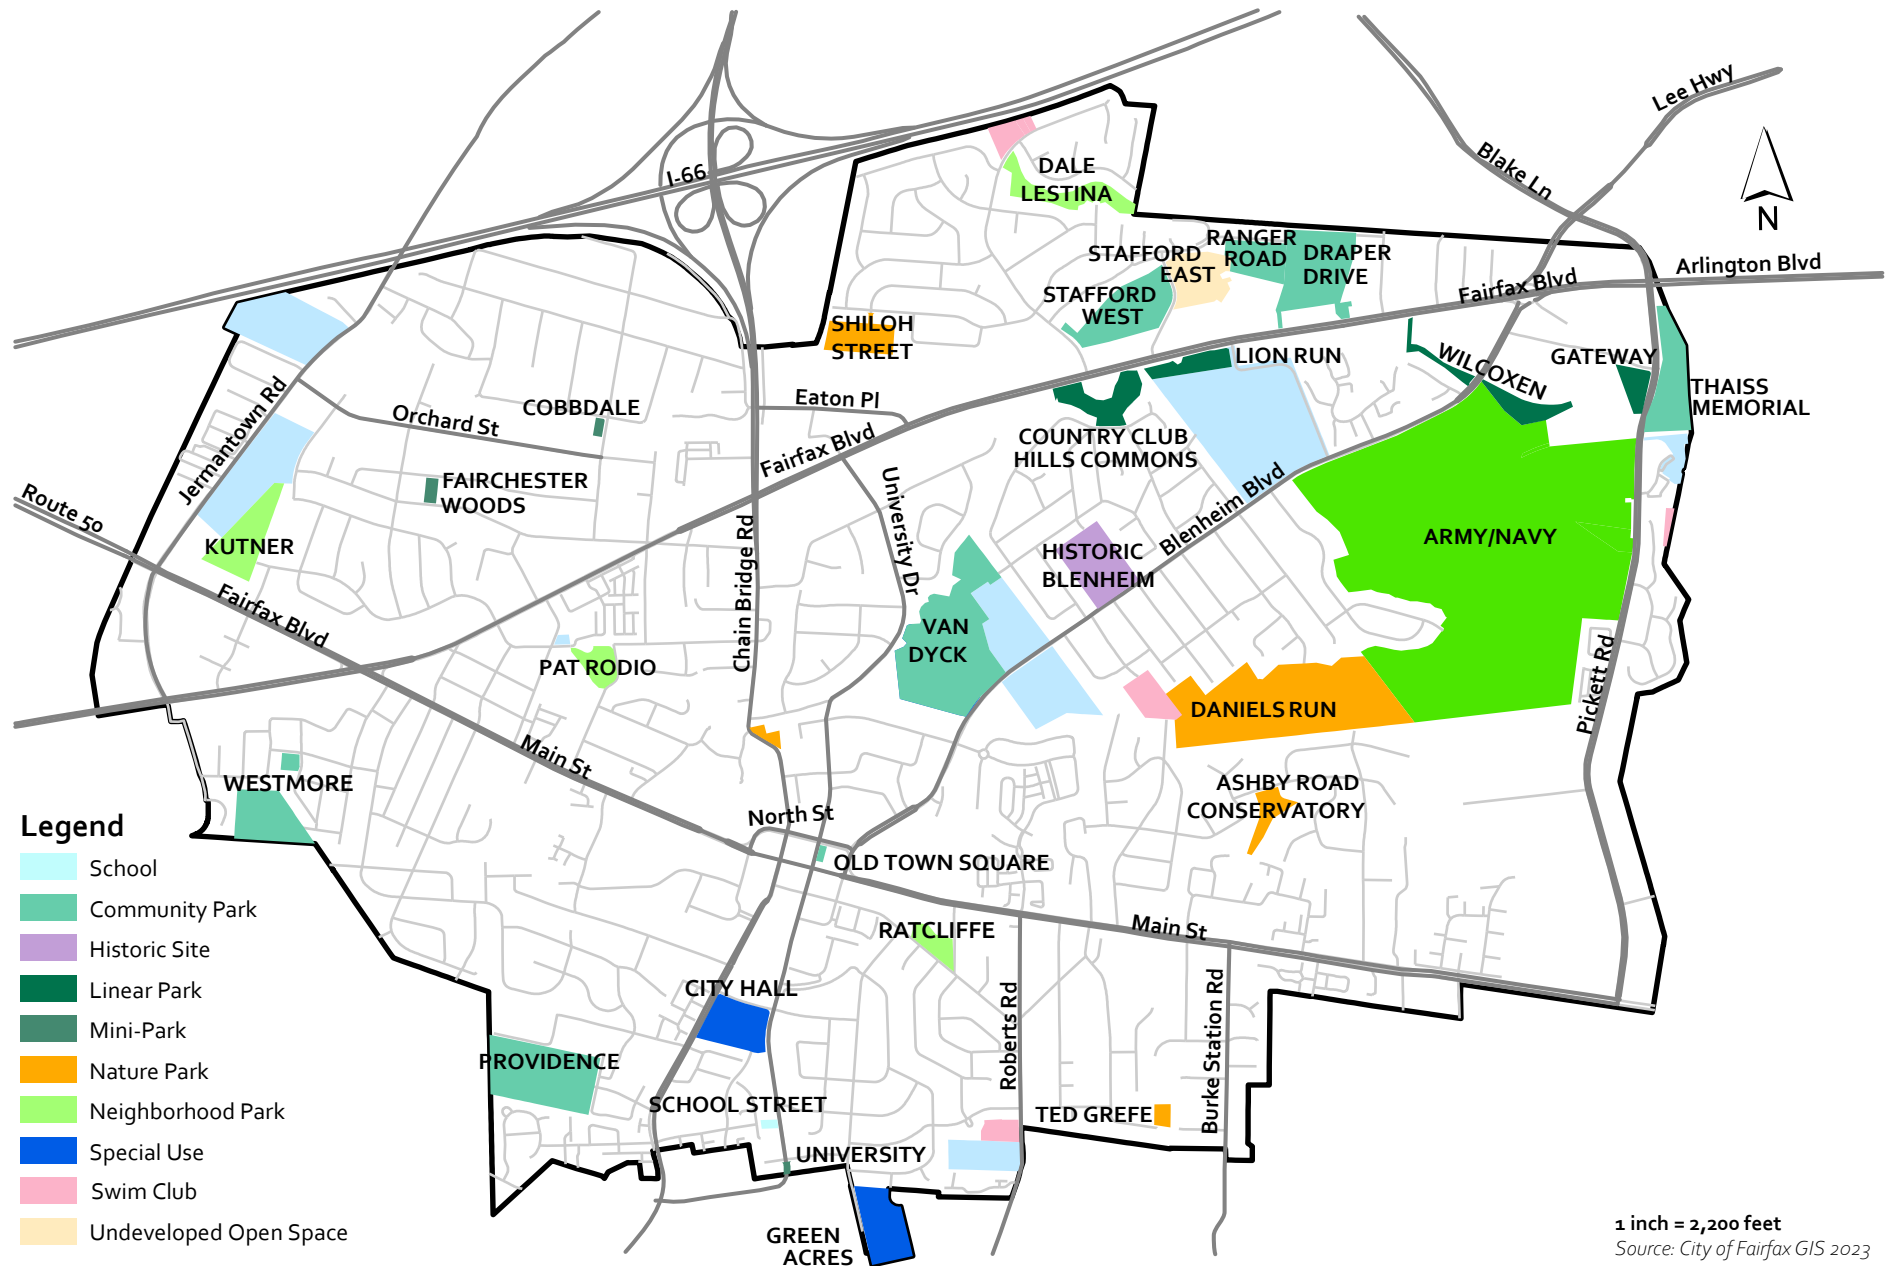 Lee Hwy
Blake Ln
I-66
DALE
LESTINA
N
RANGER
ROAD
STAFFORD
EAST
DRAPER
DRIVE
Arlington Blvd
Fairfax Blvd
STAFFORD
WEST
SHILOH
STREET
LION RUN
WILCOXEN
GATEWAY
THAISS
MEMORIAL
Jermantown Rd
Orchard St
COBBDALE
Eaton Pl
Fairfax Blvd
COUNTRY CLUB
HILLS COMMONS
FAIRCHESTER
WOODS
University Dr
Blenheim Blvd
Route 50
KUTNER
Chain Bridge Rd
HISTORIC
BLENHEIM
ARMY/NAVY
Fairfax Blvd
VAN
DYCK
PAT RODIO
Pickett Rd
DANIELS RUN
Main St
WESTMORE
ASHBY ROAD
CONSERVATORY
North St
OLD TOWN SQUARE
RATCLIFFE
Main St
CITY HALL
Roberts Rd
Burke Station Rd
PROVIDENCE
SCHOOL STREET
TED GREFE
UNIVERSITY
GREEN
ACRES
Legend
School
Community Park
Historic Site
Linear Park
Mini-Park
Nature Park
Neighborhood Park
Special Use
Swim Club
Undeveloped Open Space
1 inch = 2,200 feet
Source: City of Fairfax GIS 2023